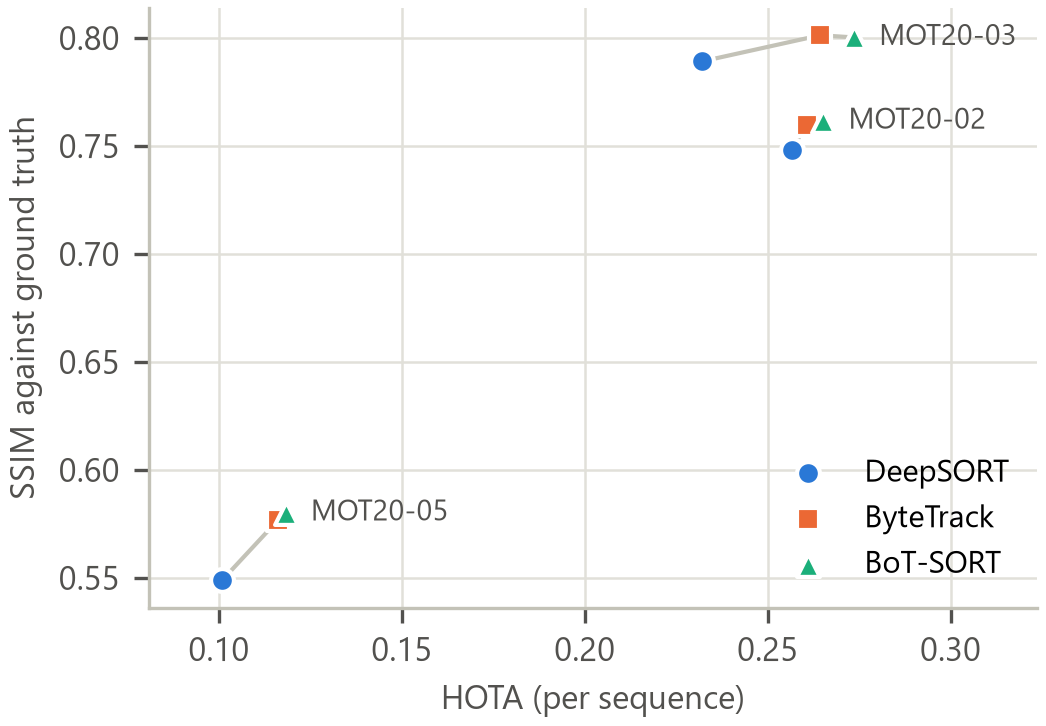 SSIM against ground truth
0.80
0.75
0.70
0.65
0.60
0.55
MOT20-03
MOT20-02
MOT20-05
DeepSORT
ByteTrack
BoT-SORT
0.10 0.15 0.20 0.25 0.30
HOTA (per sequence)